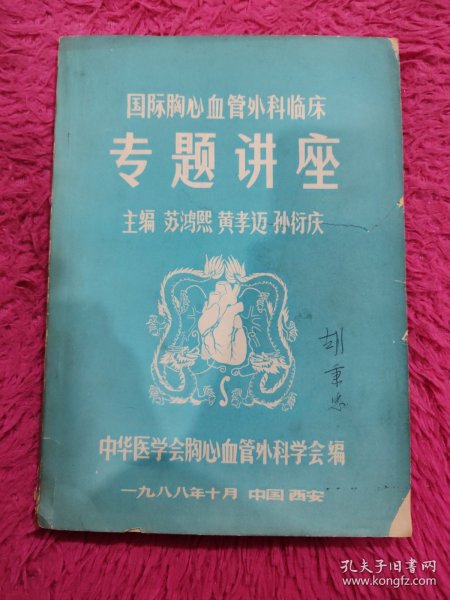 国际胸心血管外科临床
专题讲座
主编 苏鸿熙 黄孝迈 孙衍庆
胡秉忠
中华医学会胸心血管外科学会编
一九八八年十月 中国 西安
孔夫子旧书网
www.kongfz.com